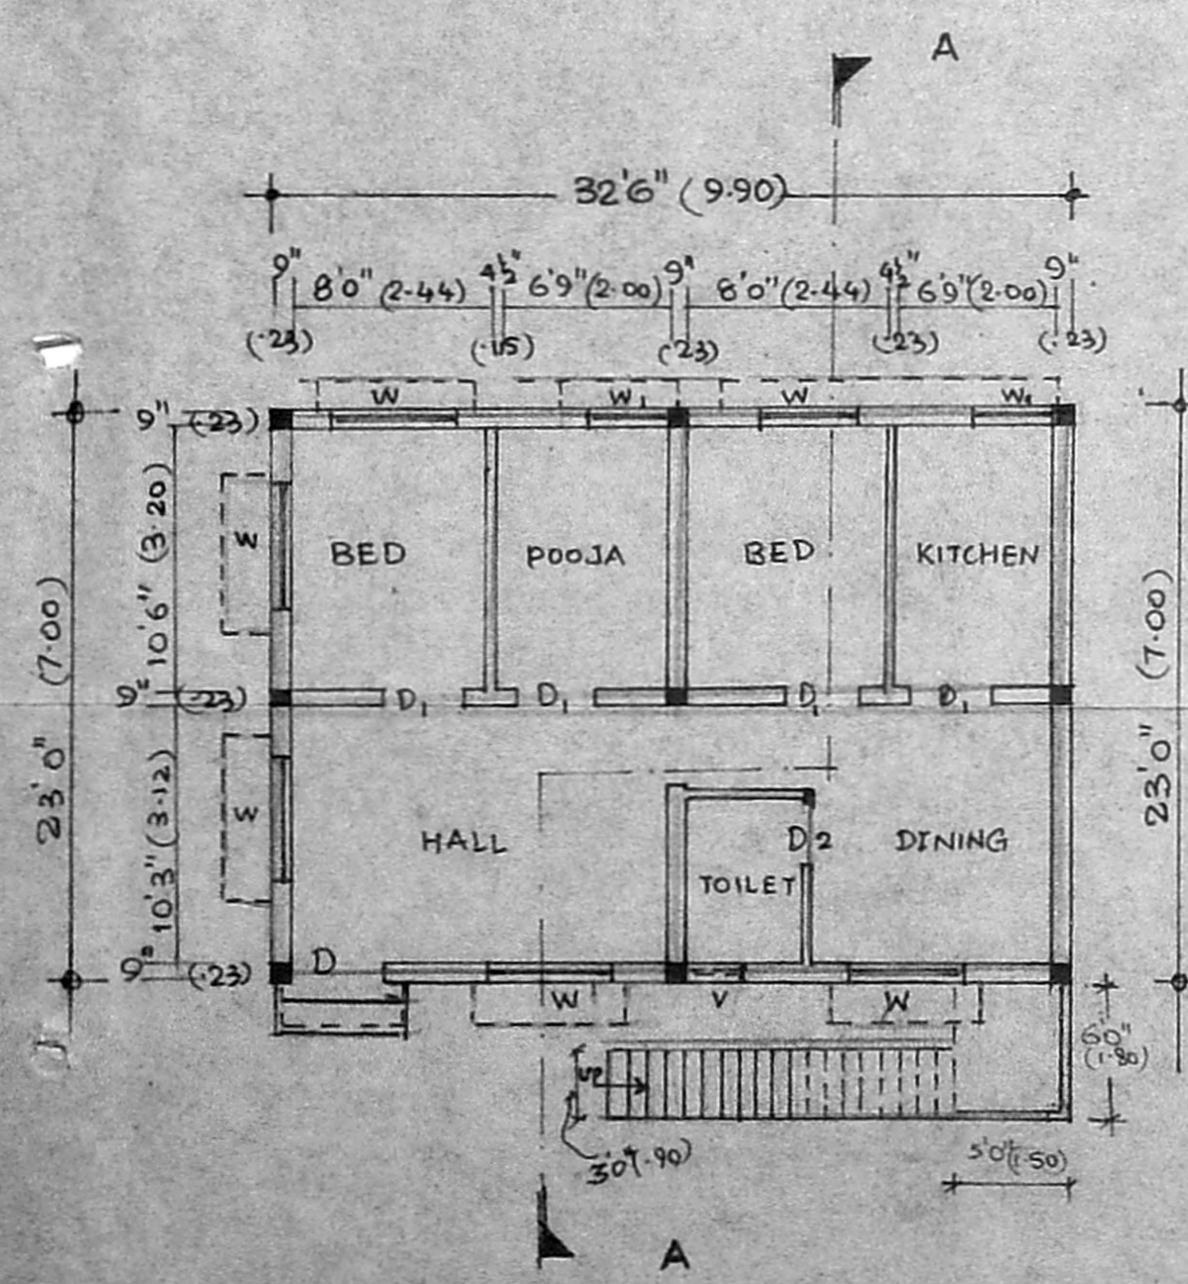 A
32'6" (9.90)
9" 8'0" (2.44) 4½" 6'9" (2.00) 9" 8'0" (2.44) 4½" 6'9" (2.00) 9"
(.23) (.115) (.23) (.23) (.23)
W W1 W W1
9" (.23)
10'6" (3.20)
W
BED POOJA BED KITCHEN
9" (.23)
D1 D1 D1 D1
23'0" (7.00)
23'0" (7.00)
10'3" (3.12)
W
HALL D2 DINING
TOILET
9" (.23)
D
W V W
6'0"
(1.80)
UP
3'0" (.90)
5'0" (1.50)
A